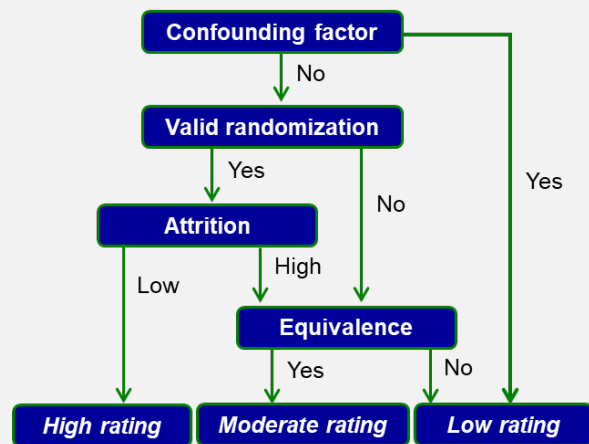 Confounding factor
No
Valid randomization
Yes
Yes
No
Attrition
High
Low
Equivalence
Yes
No
High rating
Moderate rating
Low rating